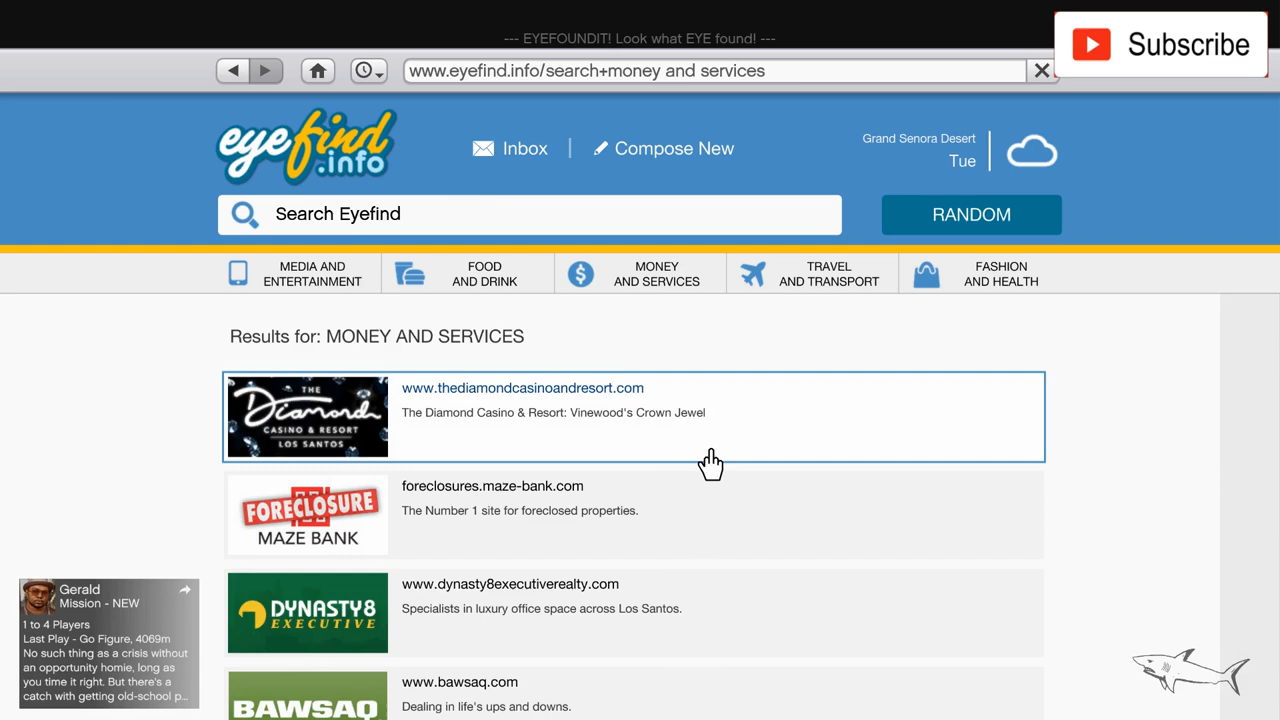 --- EYEFOUNDIT! Look what EYE found! ---
Subscribe
www.eyefind.info/search+money and services
eyefind
.info
Inbox
Compose New
Grand Senora Desert
Tue
Search Eyefind
RANDOM
MEDIA AND
ENTERTAINMENT
FOOD
AND DRINK
MONEY
AND SERVICES
TRAVEL
AND TRANSPORT
FASHION
AND HEALTH
Results for: MONEY AND SERVICES
THE
Diamond
CASINO & RESORT
LOS SANTOS
www.thediamondcasinoandresort.com
The Diamond Casino & Resort: Vinewood's Crown Jewel
FORECLOSURE
MAZE BANK
foreclosures.maze-bank.com
The Number 1 site for foreclosed properties.
DYNASTY8
EXECUTIVE
www.dynasty8executiverealty.com
Specialists in luxury office space across Los Santos.
BAWSAQ
www.bawsaq.com
Dealing in life's ups and downs.
Gerald
Mission - NEW
1 to 4 Players
Last Play - Go Figure, 4069m
No such thing as a crisis without
an opportunity homie, long as
you time it right. But there's a
catch with getting old-school p...